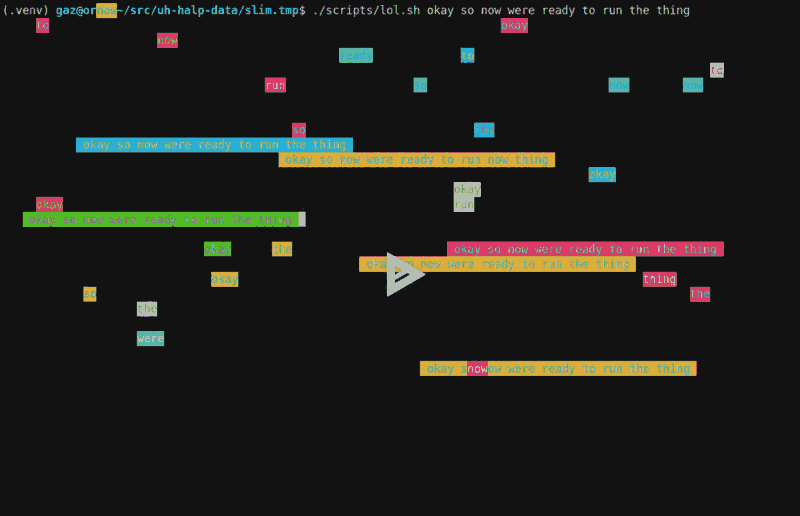 (.venv) gaz@ornow~/src/uh-halp-data/slim.tmp$ ./scripts/lol.sh okay so now were ready to run the thing
to okay
now
ready to
to
run so now now
so the
okay so now were ready to run the thing
okay so now were ready to run now thing
okay
okay
okay run
okay so now were ready to run the thing
okay the okay so now were ready to run the thing
okay so now were ready to run the thing
okay thing
so the
the
were
okay snowow were ready to run the thing